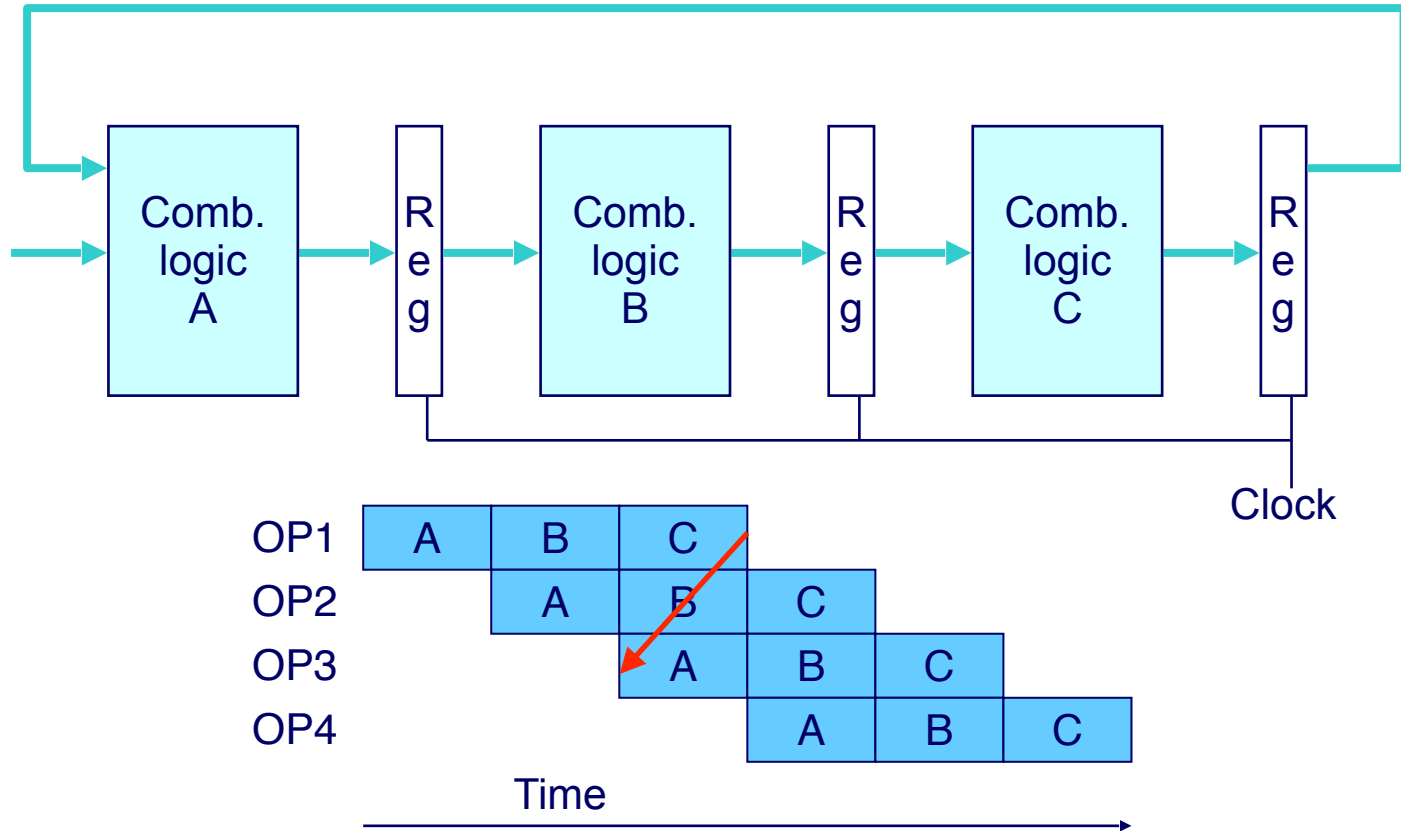 Comb.
logic
A
R
e
g
Comb.
logic
B
R
e
g
Comb.
logic
C
R
e
g
Clock
OP1 A B C
OP2 A B C
OP3 A B C
OP4 A B C
Time